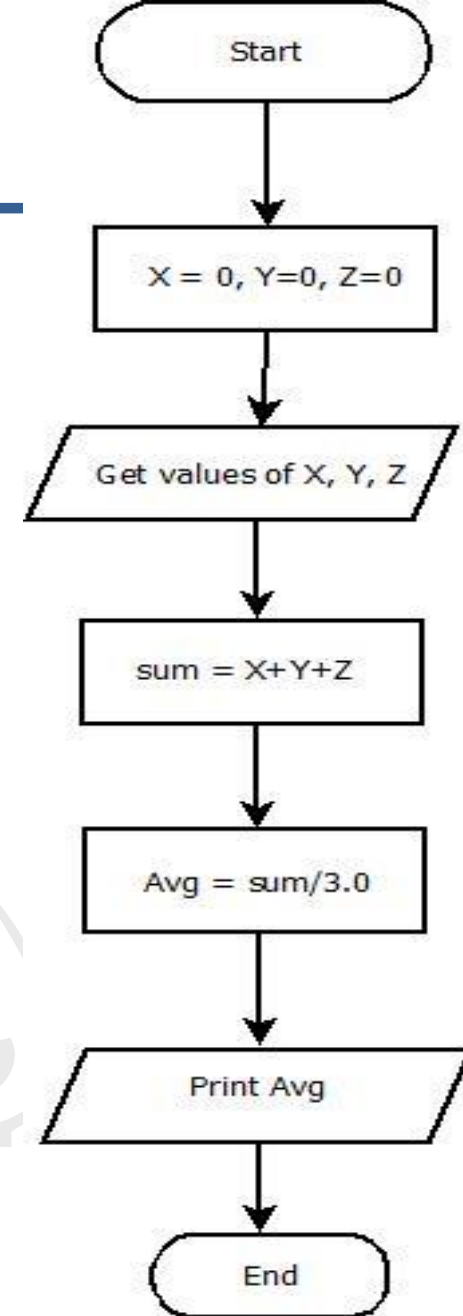 Start
X = 0, Y=0, Z=0
Get values of X, Y, Z
sum = X+Y+Z
Avg = sum/3.0
Print Avg
End